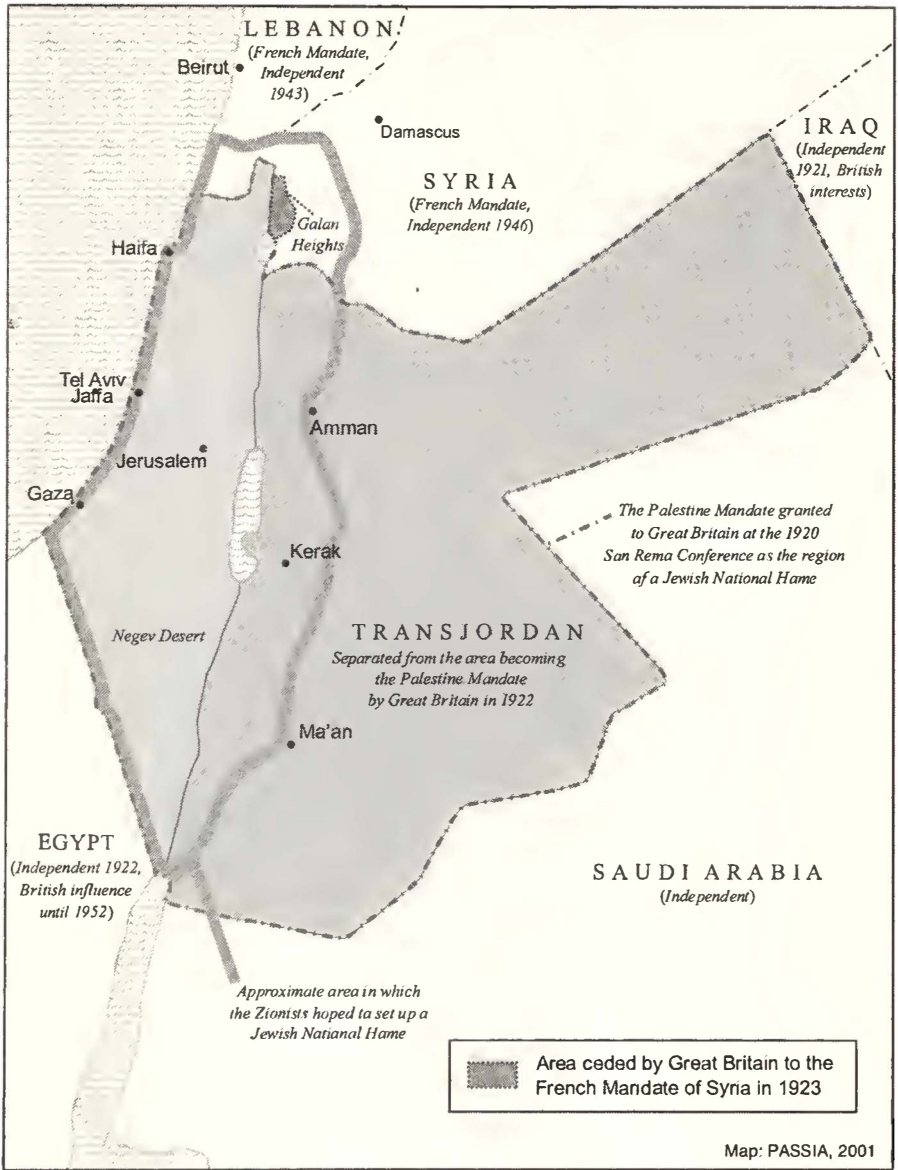 LEBANON
(French Mandate,
Independent
1943)
Beirut
Damascus
IRAQ
(Independent
1921, British
interests)
SYRIA
(French Mandate,
Independent 1946)
Galan
Heights
Haifa
Tel Aviv
Jaffa
Amman
Jerusalem
Gaza
The Palestine Mandate granted
to Great Britain at the 1920
San Rema Conference as the region
af a Jewish National Hame
Kerak
Negev Desert
TRANSJORDAN
Separated from the area becoming
the Palestine Mandate
by Great Britain in 1922
Ma'an
EGYPT
(Independent 1922,
British influence
until 1952)
SAUDI ARABIA
(Independent)
Approximate area in which
the Zionists hoped ta set up a
Jewish Natianal Hame
Area ceded by Great Britain to the
French Mandate of Syria in 1923
Map: PASSIA, 2001